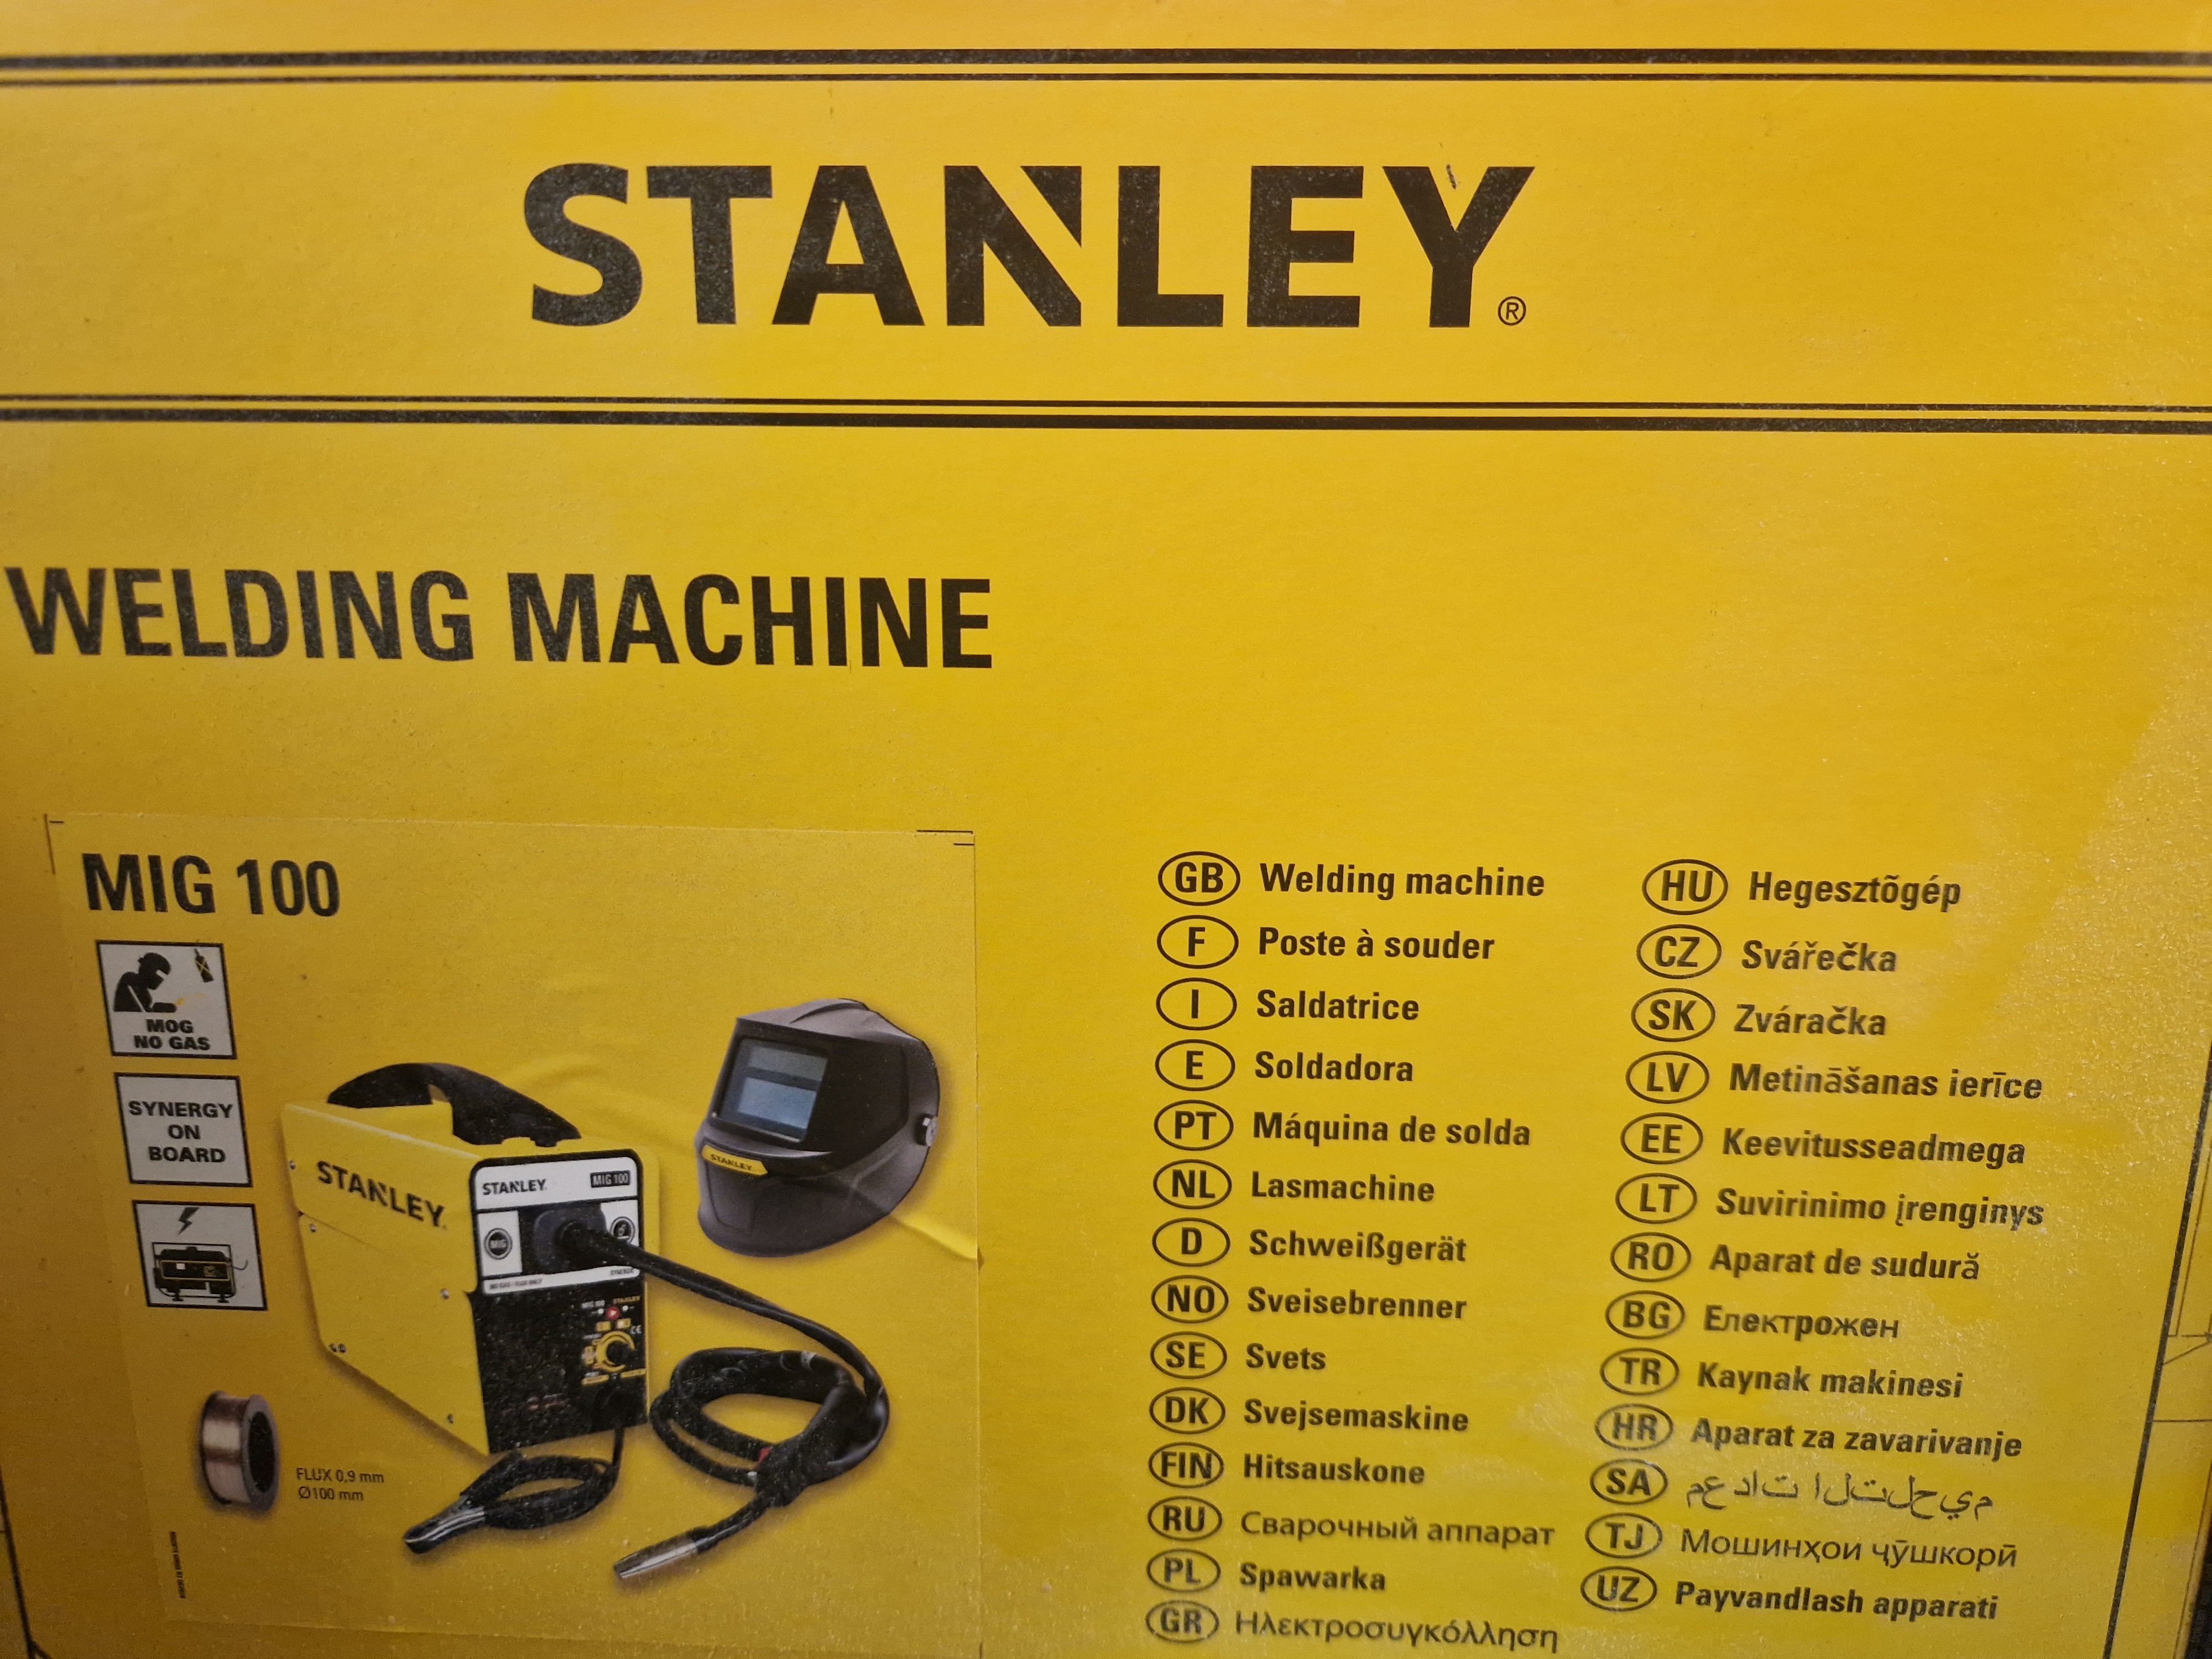 STANLEY®
WELDING MACHINE
MIG 100
MOG
NO GAS
SYNERGY
ON
BOARD
STANLEY
STANLEY
MIG 100
MIG
STANLEY
FLUX 0,9 mm
Ø100 mm
GB Welding machine
F Poste à souder
I Saldatrice
E Soldadora
PT Máquina de solda
NL Lasmachine
D Schweißgerät
NO Sveisebrenner
SE Svets
DK Svejsemaskine
FIN Hitsauskone
RU Сварочный аппарат
PL Spawarka
GR Ηλεκτροσυγκόλληση
HU Hegesztõgép
CZ Svářečka
SK Zváračka
LV Metināšanas ierīce
EE Keevitusseadmega
LT Suvirinimo įrenginys
RO Aparat de sudură
BG Електрожен
TR Kaynak makinesi
HR Aparat za zavarivanje
SA معدات التلحيم
TJ Мошинҳои ҷӯшкорӣ
UZ Payvandlash apparati